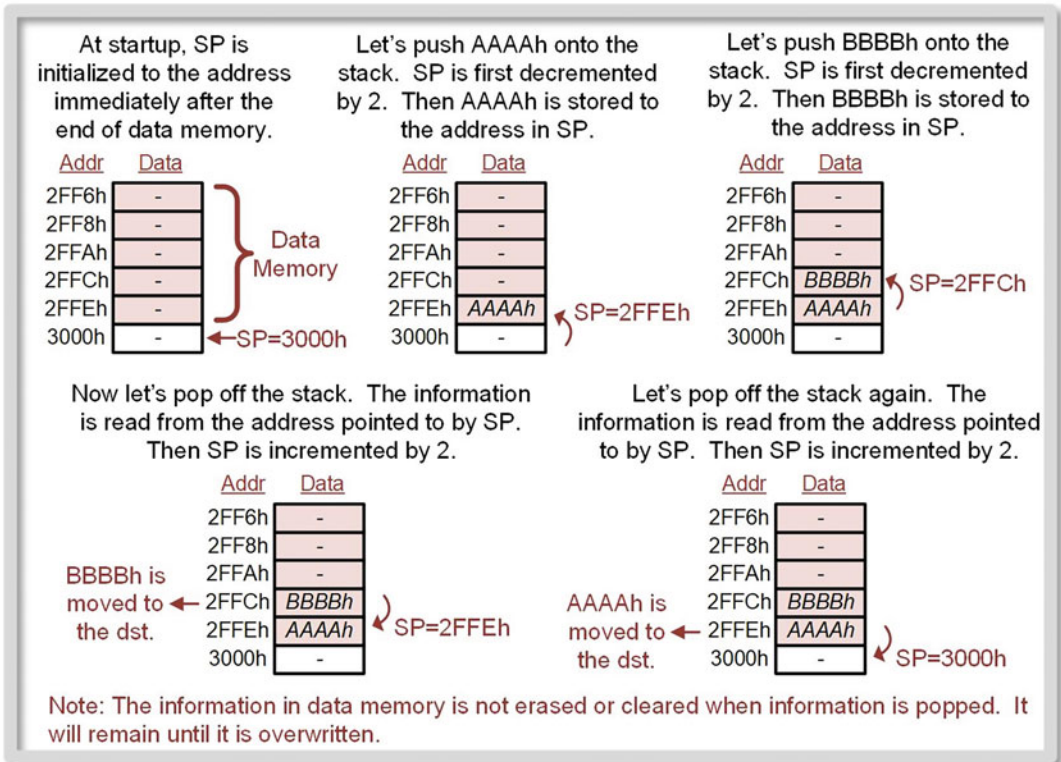 At startup, SP is
initialized to the address
immediately after the
end of data memory.
Addr Data
2FF6h -
2FF8h -
2FFAh -
2FFCh -
2FFEh -
3000h -
Data
Memory
SP=3000h
Let's push AAAAh onto the
stack. SP is first decremented
by 2. Then AAAAh is stored to
the address in SP.
Addr Data
2FF6h -
2FF8h -
2FFAh -
2FFCh -
2FFEh AAAAh
3000h -
SP=2FFEh
Let's push BBBBh onto the
stack. SP is first decremented
by 2. Then BBBBh is stored to
the address in SP.
Addr Data
2FF6h -
2FF8h -
2FFAh -
2FFCh BBBBh
2FFEh AAAAh
3000h -
SP=2FFCh
Now let's pop off the stack. The information
is read from the address pointed to by SP.
Then SP is incremented by 2.
Addr Data
2FF6h -
2FF8h -
2FFAh -
2FFCh BBBBh
2FFEh AAAAh
3000h -
BBBBh is
moved to
the dst.
SP=2FFEh
Let's pop off the stack again. The
information is read from the address pointed
to by SP. Then SP is incremented by 2.
Addr Data
2FF6h -
2FF8h -
2FFAh -
2FFCh BBBBh
2FFEh AAAAh
3000h -
AAAAh is
moved to
the dst.
SP=3000h
Note: The information in data memory is not erased or cleared when information is popped. It
will remain until it is overwritten.